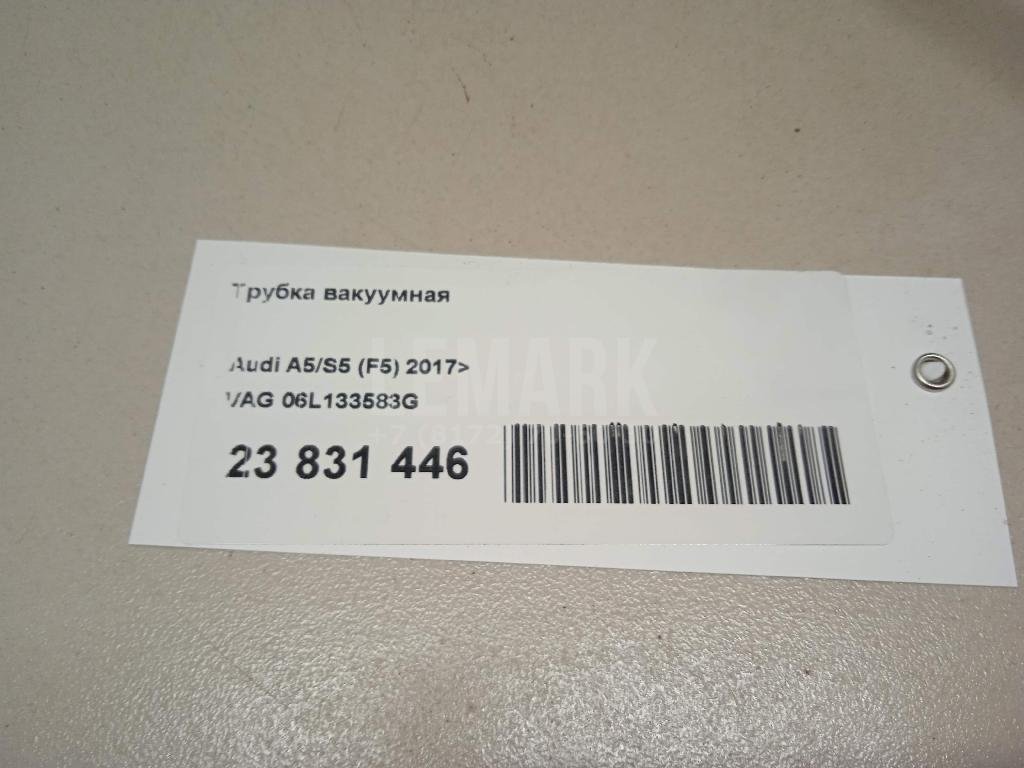 Трубка вакуумная
Audi A5/S5 (F5) 2017>
VAG 06L133583G
23 831 446
LEMARK